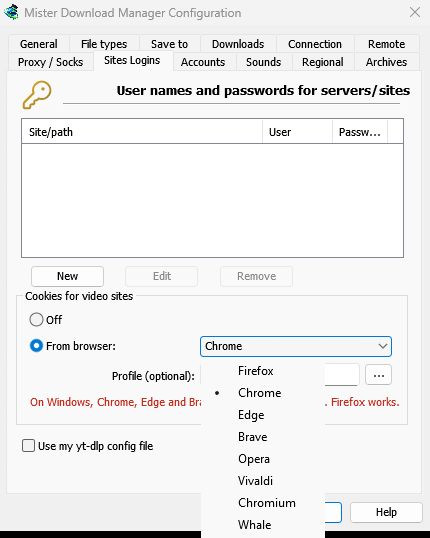 Mister Download Manager Configuration
General File types Save to Downloads Connection Remote
Proxy / Socks Sites Logins Accounts Sounds Regional Archives
User names and passwords for servers/sites
Site/path User Passw...
New Edit Remove
Cookies for video sites
Off
From browser: Chrome
Profile (optional): ...
Firefox
Chrome
Edge
Brave
Opera
Vivaldi
Chromium
Whale
On Windows, Chrome, Edge and . Firefox works.
Use my yt-dlp config file
Help